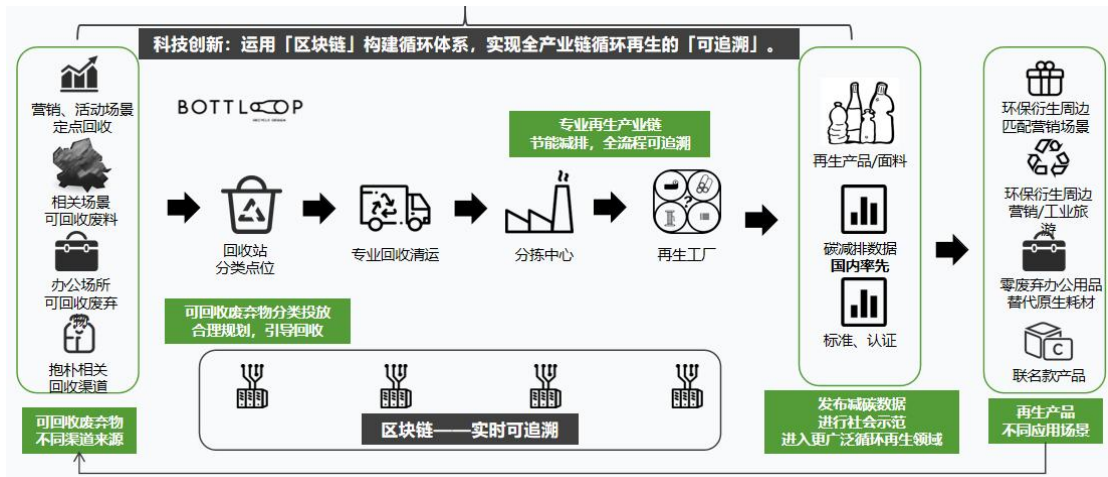 科技创新：运用「区块链」构建循环体系，实现全产业链循环再生的「可追溯」。
营销、活动场景
定点回收
相关场景
可回收废料
办公场所
可回收废弃
抱朴相关
回收渠道
可回收废弃物
不同渠道来源
BOTTLOOP
RECYCLE DESIGN
回收站
分类点位
可回收废弃物分类投放
合理规划，引导回收
专业回收清运
专业再生产业链
节能减排，全流程可追溯
分拣中心
?
再生工厂
区块链——实时可追溯
再生产品/面料
碳减排数据
国内率先
标准、认证
发布减碳数据
进行社会示范
进入更广泛循环再生领域
环保衍生周边
匹配营销场景
环保衍生周边
营销/工业旅
游
零废弃办公用品
替代原生耗材
C
联名款产品
再生产品
不同应用场景